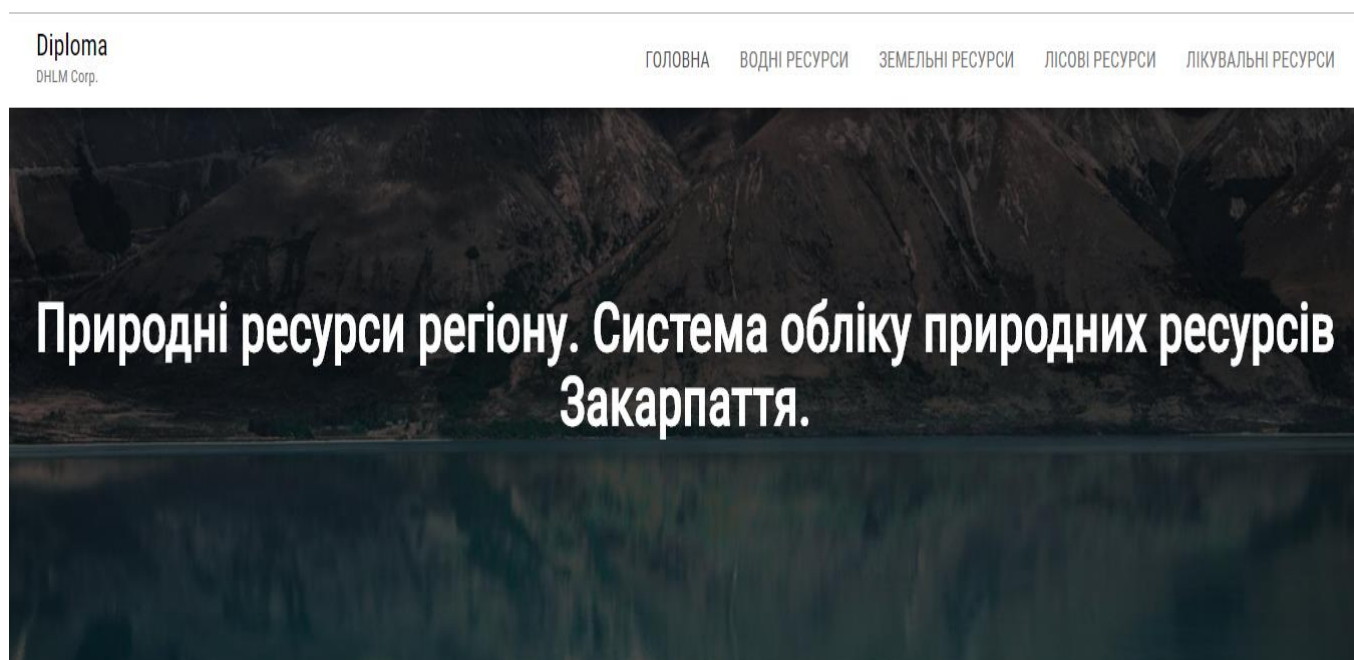 Diploma
DHLM Corp.
ГОЛОВНА ВОДНІ РЕСУРСИ ЗЕМЕЛЬНІ РЕСУРСИ ЛІСОВІ РЕСУРСИ ЛІКУВАЛЬНІ РЕСУРСИ
Природні ресурси регіону. Система обліку природних ресурсів
Закарпаття.